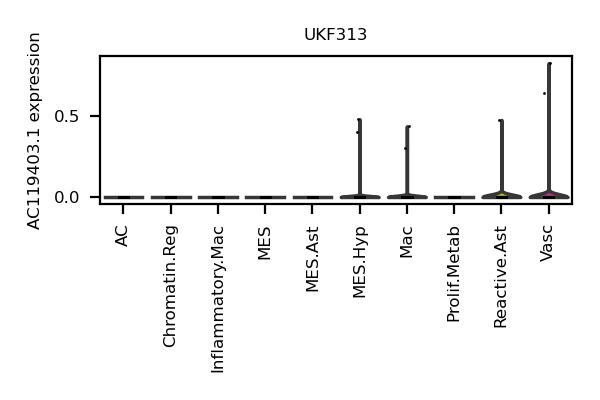 UKF313
AC119403.1 expression
0.5
0.0
AC
Chromatin.Reg
Inflammatory.Mac
MES
MES.Ast
MES.Hyp
Mac
Prolif.Metab
Reactive.Ast
Vasc